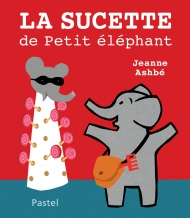 LA SUCETTE
de Petit éléphant
Jeanne
Ashbé
Pastel